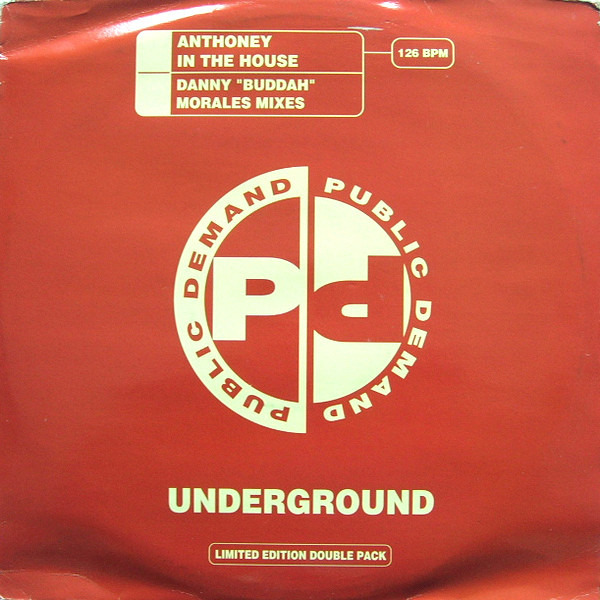 ANTHONEY
IN THE HOUSE
126 BPM
DANNY "BUDDAH"
MORALES MIXES
PUBLIC DEMAND
PUBLIC DEMAND
Pd
UNDERGROUND
LIMITED EDITION DOUBLE PACK